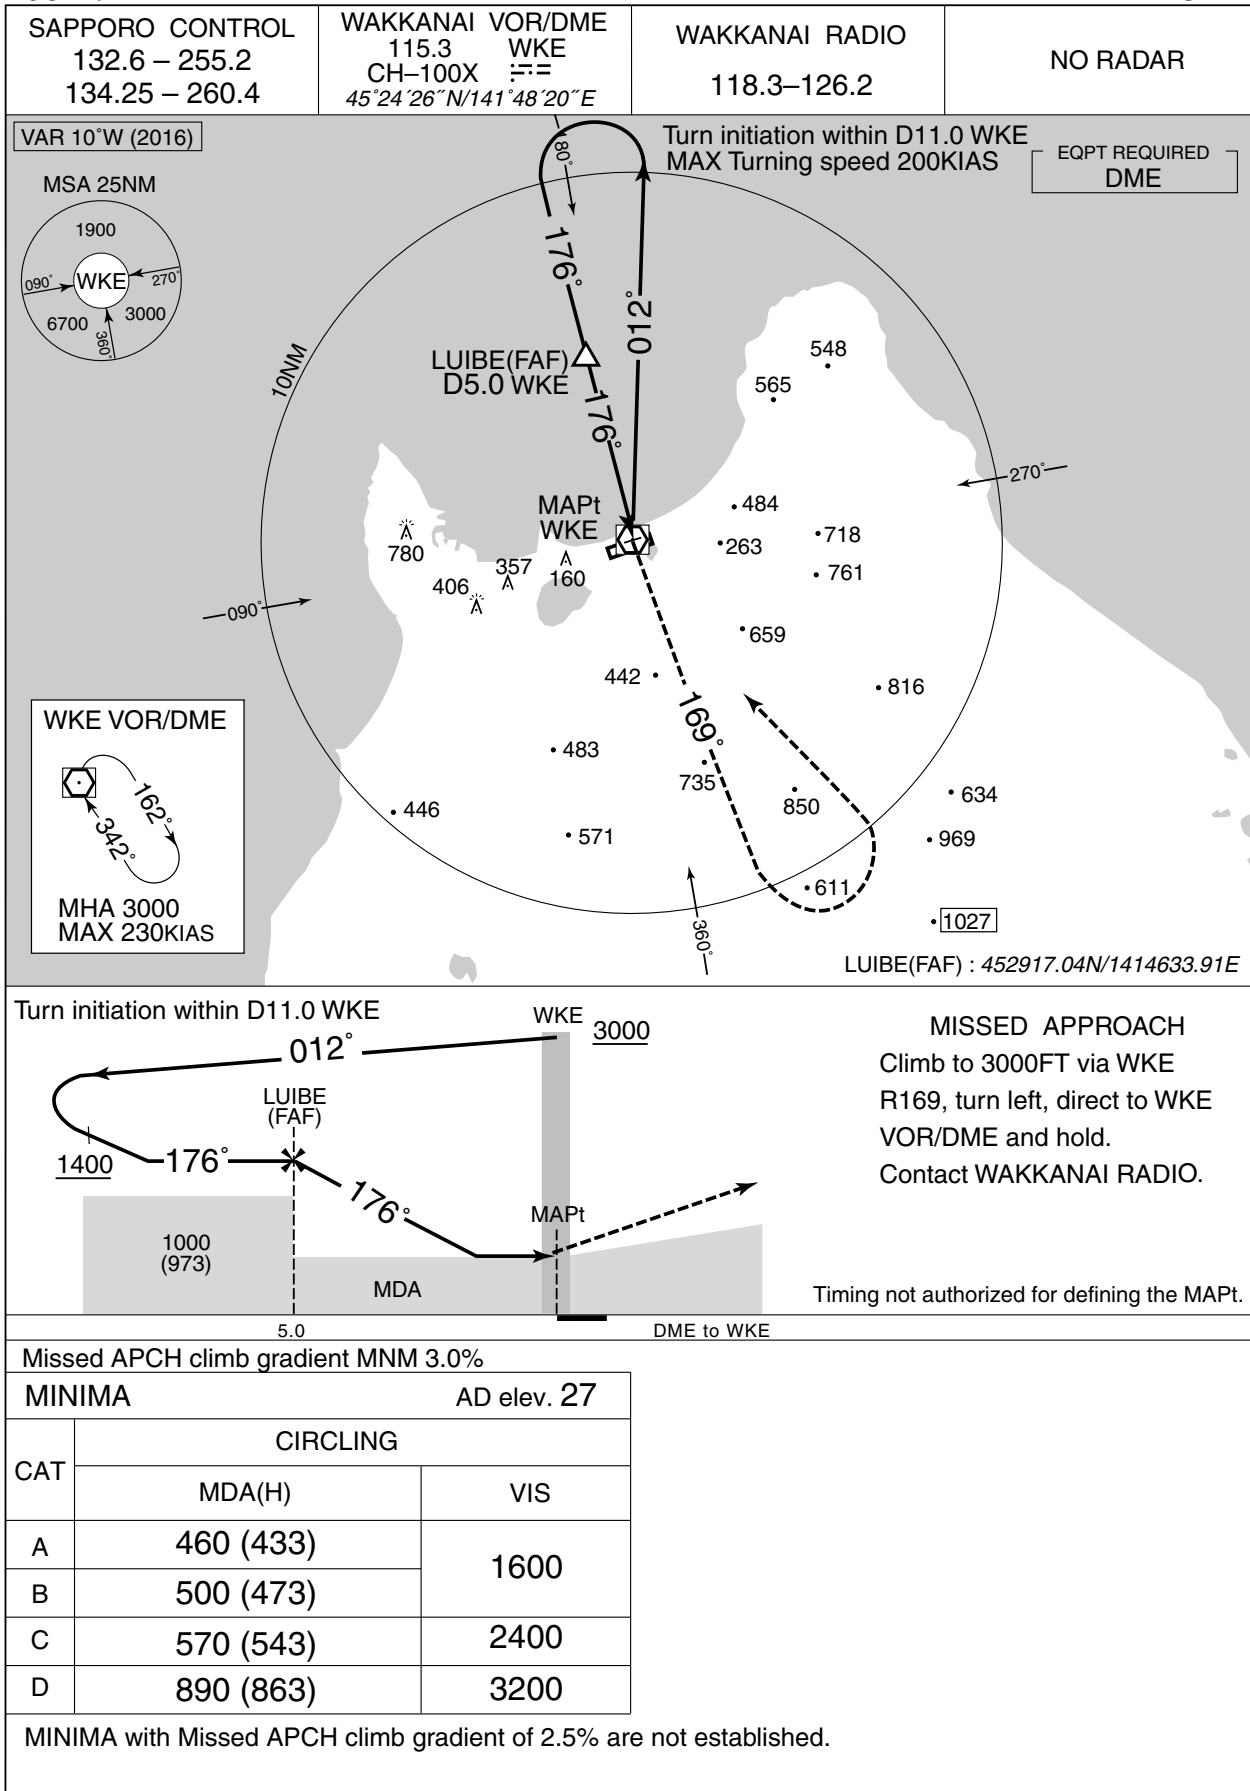 SAPPORO CONTROL
132.6 – 255.2
134.25 – 260.4
WAKKANAI VOR/DME
115.3 WKE
CH–100X
45°24´26˝N/141°48´20˝E
WAKKANAI RADIO
118.3–126.2
NO RADAR
VAR 10°W (2016)
Turn initiation within D11.0 WKE
MAX Turning speed 200KIAS
EQPT REQUIRED
DME
MSA 25NM
1900
WKE
090°
270°
6700
3000
360°
180°
176°
012°
10NM
LUIBE(FAF)
D5.0 WKE
176°
548
565
270°
MAPt
WKE
484
718
263
761
780
357
406
160
090°
659
442
816
169°
WKE VOR/DME
162°
342°
MHA 3000
MAX 230KIAS
483
735
850
634
446
571
969
611
1027
360°
LUIBE(FAF) : 452917.04N/1414633.91E
Turn initiation within D11.0 WKE
WKE
3000
012°
LUIBE
(FAF)
1400
176°
176°
MAPt
1000
(973)
MDA
5.0
DME to WKE
MISSED APPROACH
Climb to 3000FT via WKE
R169, turn left, direct to WKE
VOR/DME and hold.
Contact WAKKANAI RADIO.
Timing not authorized for defining the MAPt.
Missed APCH climb gradient MNM 3.0%
MINIMA AD elev. 27
CAT CIRCLING
MDA(H) VIS
A 460 (433) 1600
B 500 (473)
C 570 (543) 2400
D 890 (863) 3200
MINIMA with Missed APCH climb gradient of 2.5% are not established.